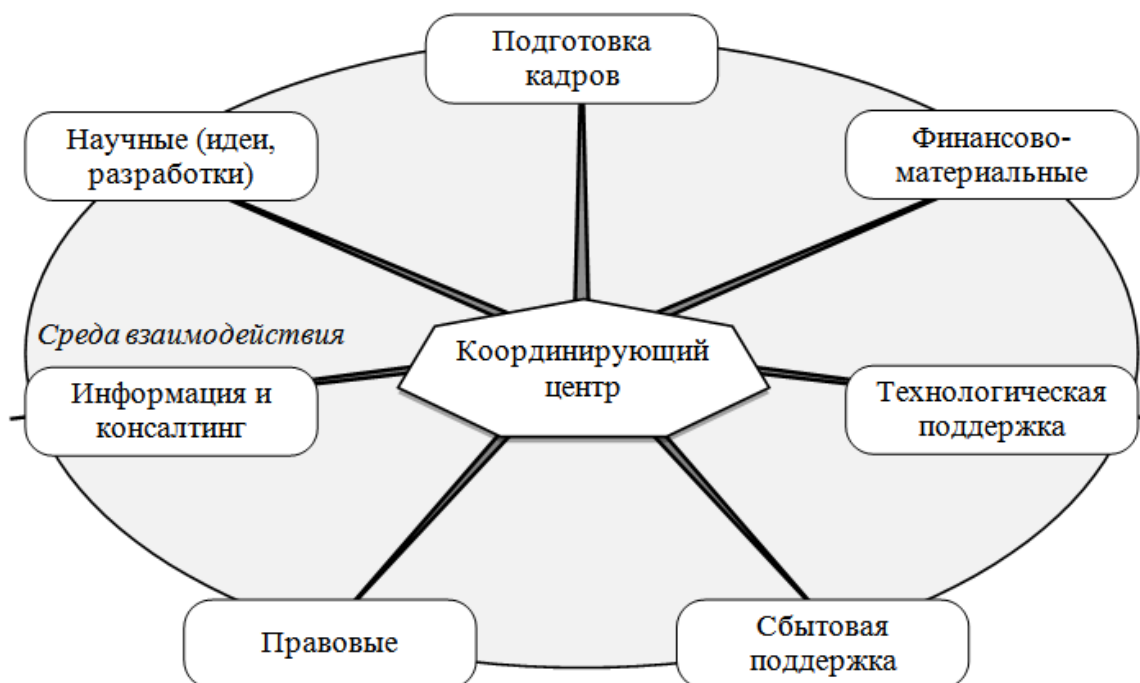 Подготовка
кадров
Научные (идеи,
разработки)
Финансово-
материальные
Среда взаимодействия
Координирующий
центр
Информация и
консалтинг
Технологическая
поддержка
Правовые
Сбытовая
поддержка